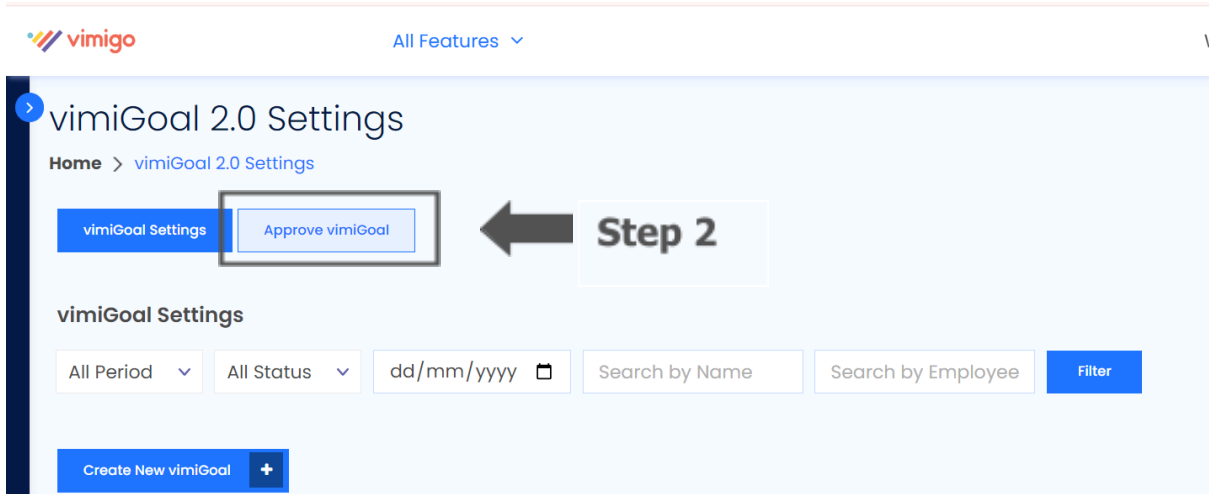 vimigo
All Features
vimiGoal 2.0 Settings
Home > vimiGoal 2.0 Settings
vimiGoal Settings
Approve vimiGoal
Step 2
vimiGoal Settings
All Period
All Status
dd/mm/yyyy
Search by Name
Search by Employee
Filter
Create New vimiGoal +